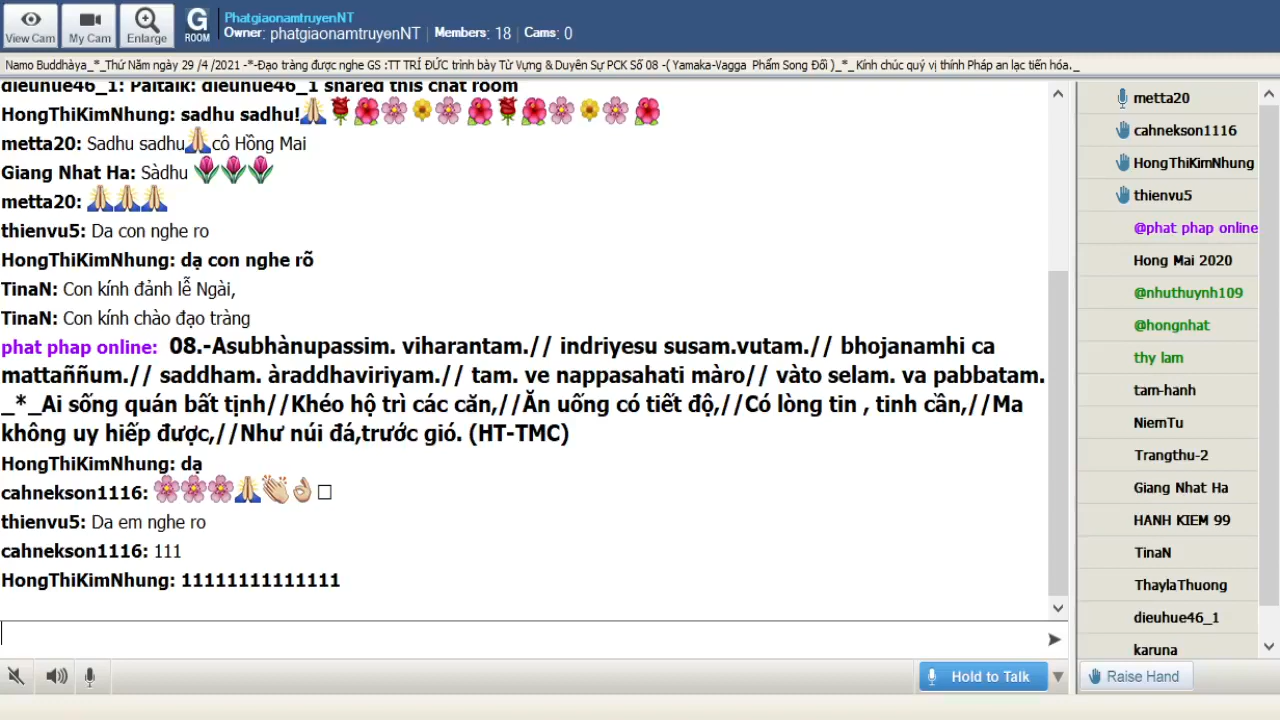 View Cam
My Cam
Enlarge
G
ROOM
PhatgiaonamtruyenNT
Owner: phatgiaonamtruyenNT | Members: 18 | Cams: 0
Namo Buddhàya_*_Thứ Năm ngày 29 /4 /2021 -*-Đạo tràng được nghe GS :TT TRÍ ĐỨC trình bày Từ Vựng & Duyên Sự PCK Số 08 -( Yamaka-Vagga Phẩm Song Đối )_*_ Kính chúc quý vị thính Pháp an lạc tiến hóa._
dieuhue46_1: Paltalk: dieuhue46_1 shared this chat room
HongThiKimNhung: sadhu sadhu!🙏🌹🌺🌸🌼🌸🌺🌹🌺🌸🌼🌸🌺
metta20: Sadhu sadhu🙏cô Hồng Mai
Giang Nhat Ha: Sàdhu 🌷🌷🌷
metta20: 🙏🙏🙏
thienvu5: Da con nghe ro
HongThiKimNhung: dạ con nghe rõ
TinaN: Con kính đảnh lễ Ngài,
TinaN: Con kính chào đạo tràng
phat phap online: 08.-Asubhànupassim. viharantam.// indriyesu susam.vutam.// bhojanamhi ca
mattaññum.// saddham. àraddhaviriyam.// tam. ve nappasahati màro// vàto selam. va pabbatam.
_*_Ai sống quán bất tịnh//Khéo hộ trì các căn,//Ăn uống có tiết độ,//Có lòng tin , tinh cần,//Ma
không uy hiếp được,//Như núi đá,trước gió. (HT-TMC)
HongThiKimNhung: dạ
cahnekson1116: 🌸🌸🌸🙏👏👌□
thienvu5: Da em nghe ro
cahnekson1116: 111
HongThiKimNhung: 11111111111111
Hold to Talk
metta20
cahnekson1116
HongThiKimNhung
thienvu5
@phat phap online
Hong Mai 2020
@nhuthuynh109
@hongnhat
thy lam
tam-hanh
NiemTu
Trangthu-2
Giang Nhat Ha
HANH KIEM 99
TinaN
ThaylaThuong
dieuhue46_1
karuna
Raise Hand